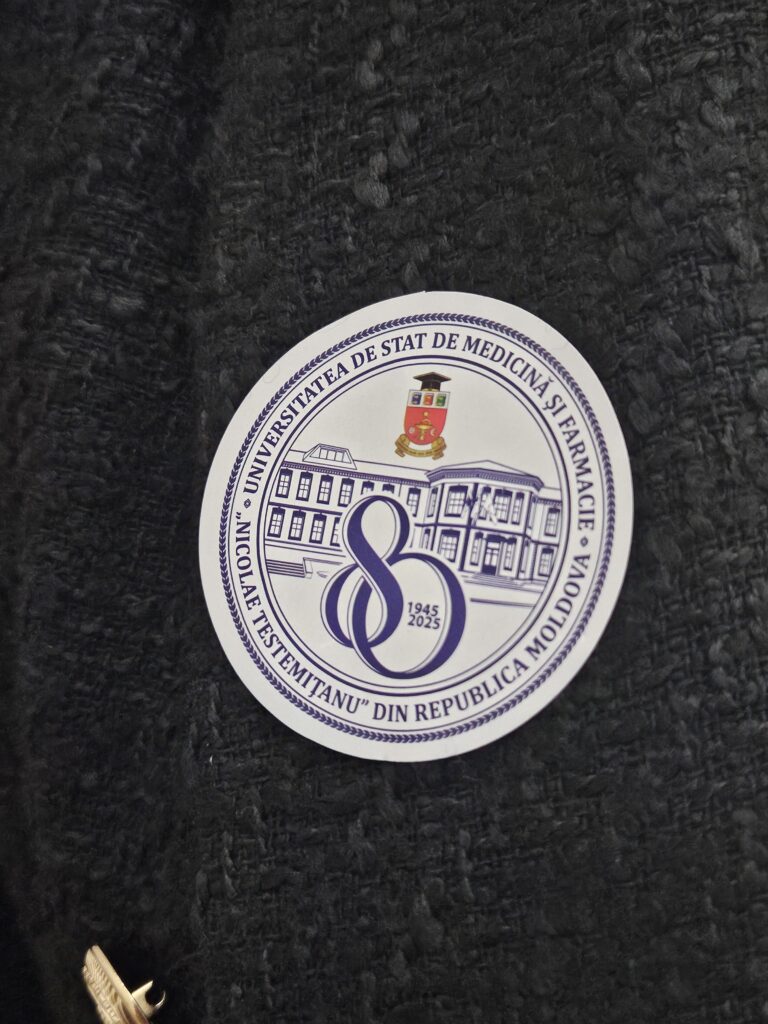 UNIVERSITATEA DE STAT DE MEDICINĂ ȘI FARMACIE
„NICOLAE TESTEMIȚANU” DIN REPUBLICA MOLDOVA
80
1945
2025